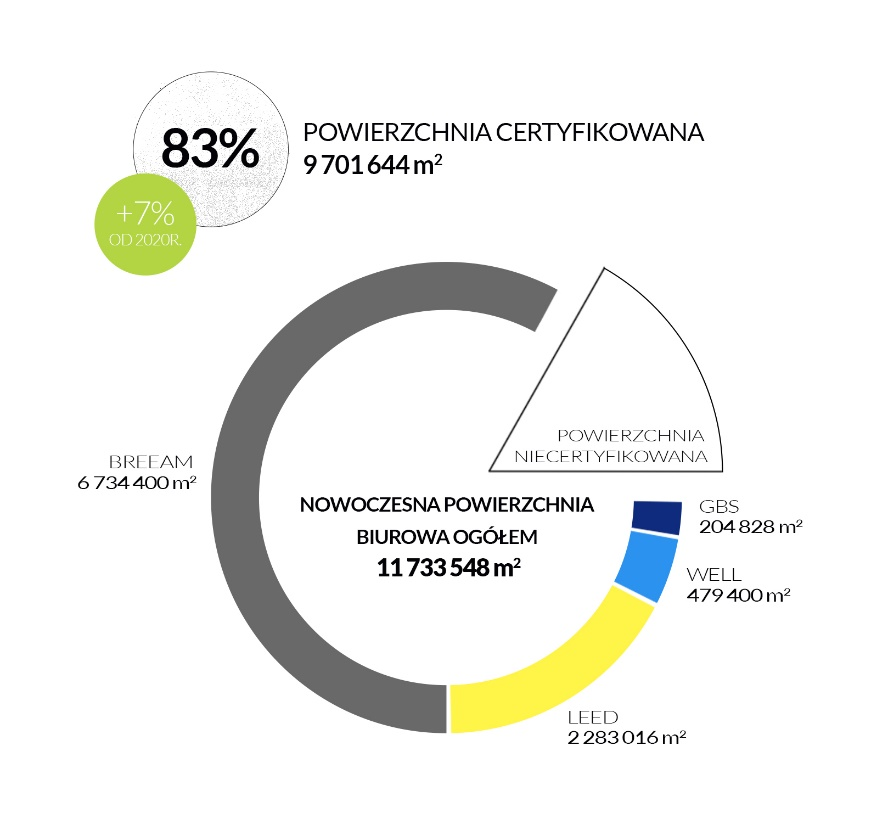 83%
POWIERZCHNIA CERTYFIKOWANA
9 701 644 m²
+7%
OD 2020R.
POWIERZCHNIA
NIECERTYFIKOWANA
BREEAM
6 734 400 m²
NOWOCZESNA POWIERZCHNIA
BIUROWA OGÓŁEM
11 733 548 m²
GBS
204 828 m²
WELL
479 400 m²
LEED
2 283 016 m²